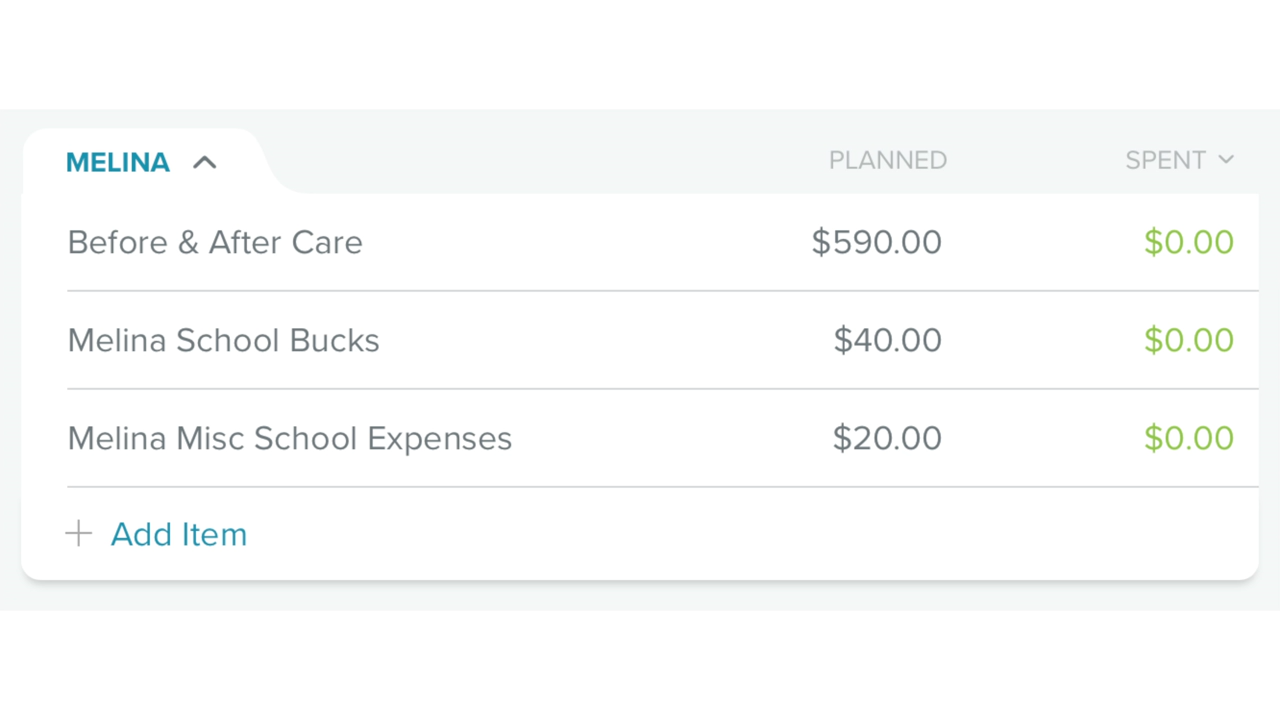 MELINA PLANNED SPENT
Before & After Care $590.00 $0.00
Melina School Bucks $40.00 $0.00
Melina Misc School Expenses $20.00 $0.00
Add Item